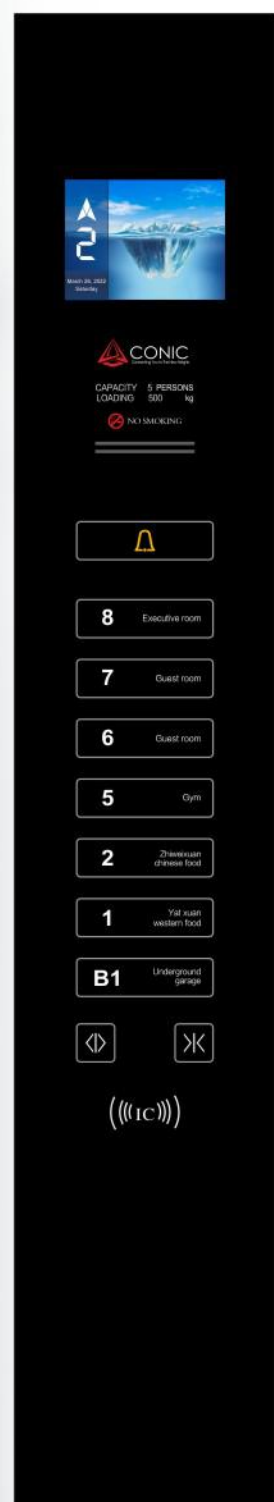 2
March 26, 2022
Saturday
CONIC
CAPACITY 5 PERSONS
LOADING 500 kg
NO SMOKING
8 Executive room
7 Guest room
6 Guest room
5 Gym
2 Zhiweixuan
chinese food
1 Yat xuan
western food
B1 Underground
garage
IC